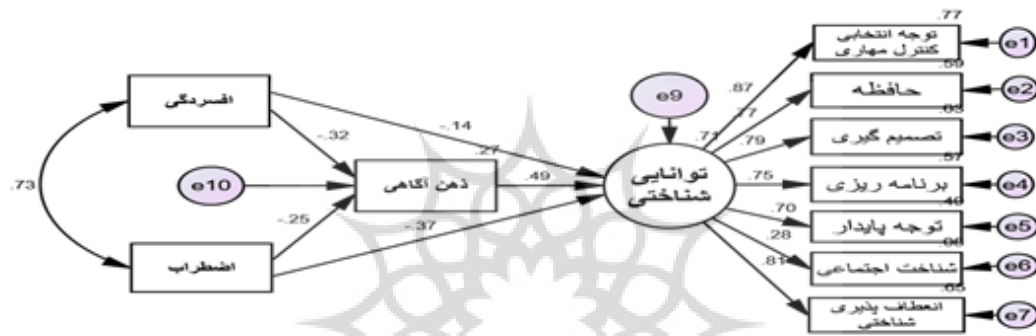 .77
توجه انتخابی
کنترل مهاری
e1
.59
.87
حافظه
e2
e9
.77
.63
افسردگی
-.14
.71
.79
تصمیم گیری
e3
-.32
.27
.57
.73
e10
ذهن آگاهی
.49
توانایی
شناختی
.75
برنامه ریزی
e4
.49
-.25
-.37
.70
توجه پایدار
e5
.28
.08
اضطراب
.81
شناخت اجتماعی
e6
.65
انعطاف پذیری
شناختی
e7